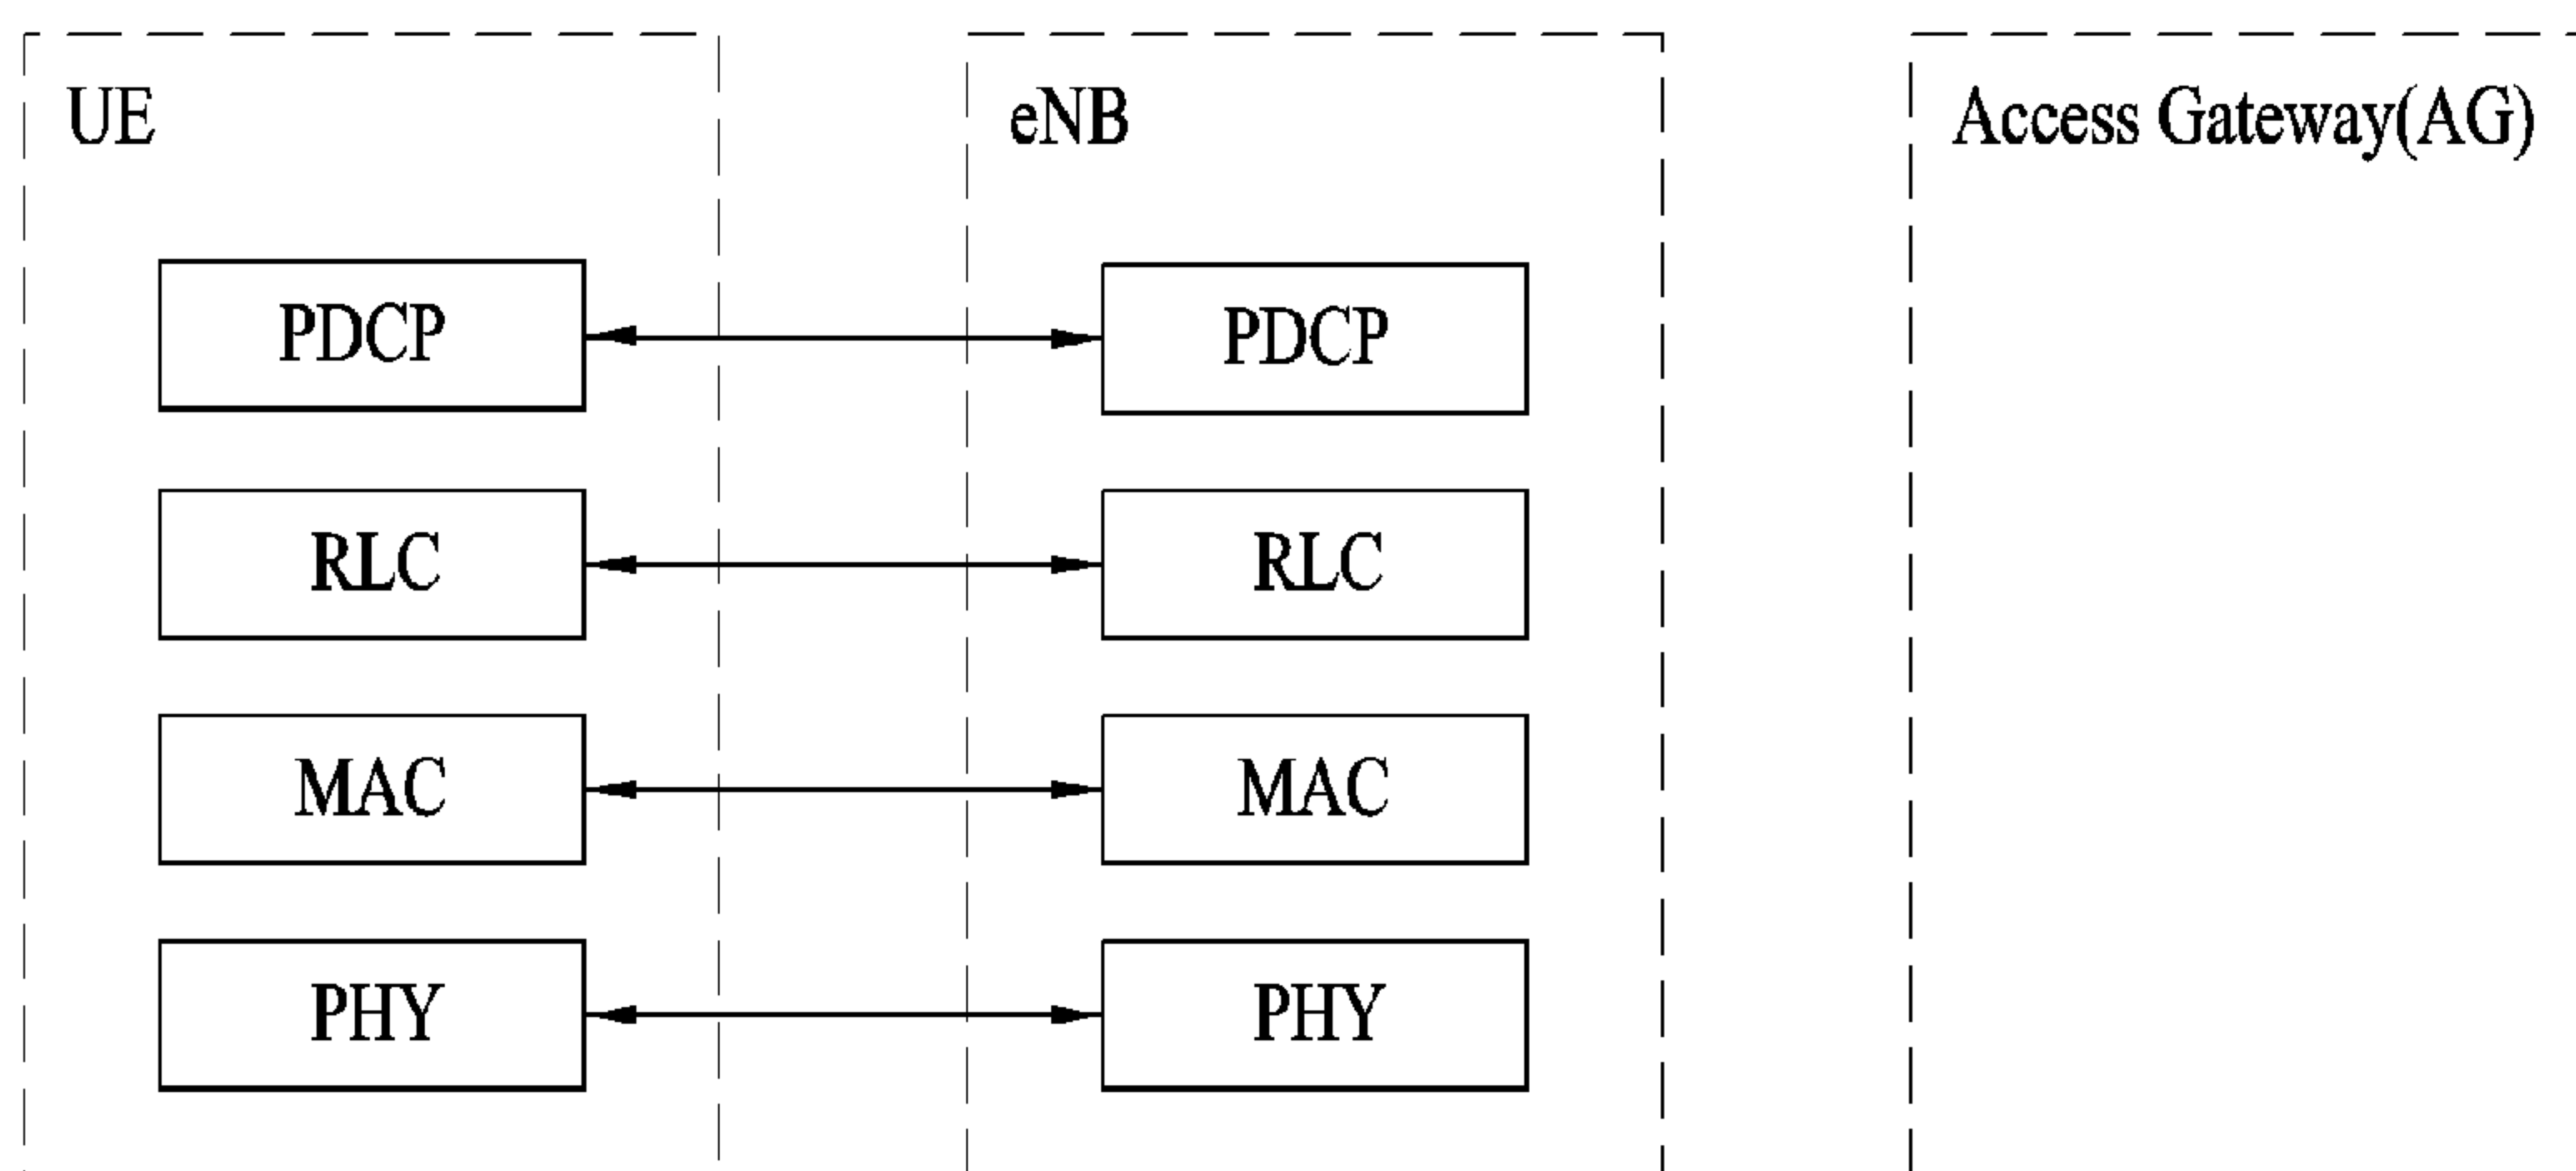 UE
eNB
Access Gateway(AG)
PDCP
PDCP
RLC
RLC
MAC
MAC
PHY
PHY